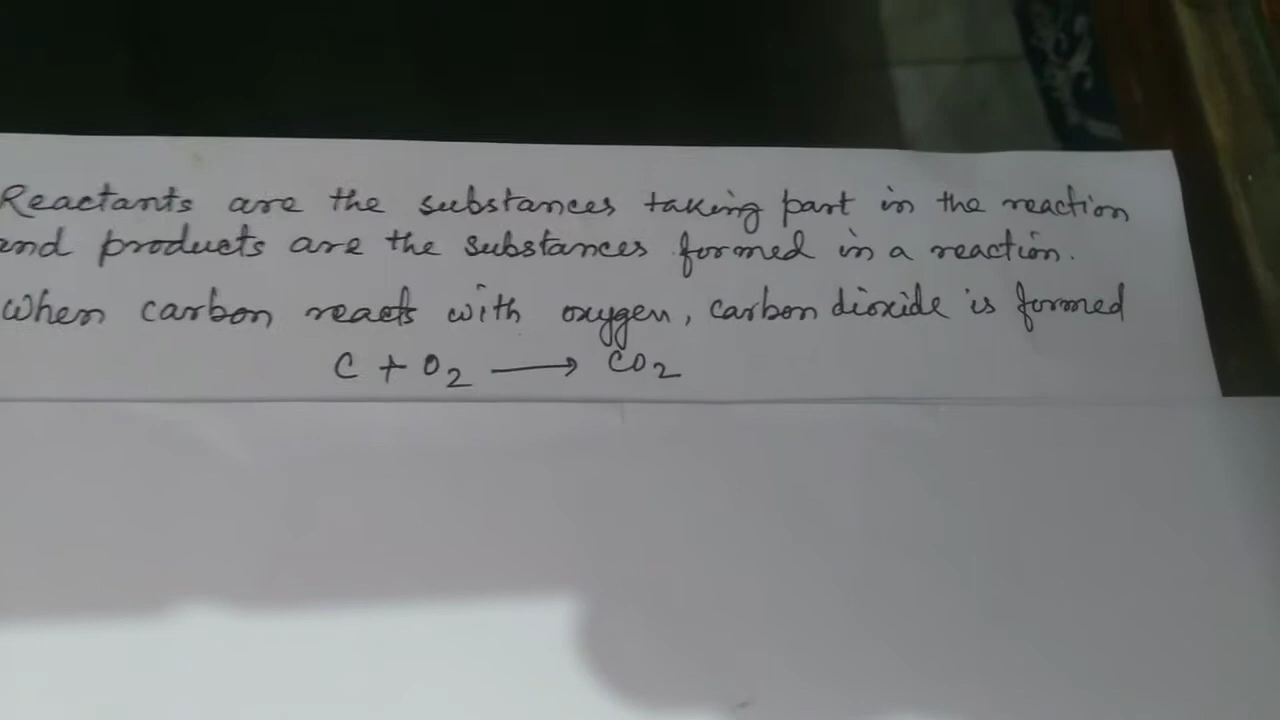 Reactants are the substances taking part in the reaction
and products are the substances formed in a reaction.
When carbon reacts with oxygen, carbon dioxide is formed
C + O₂ ⟶ CO₂